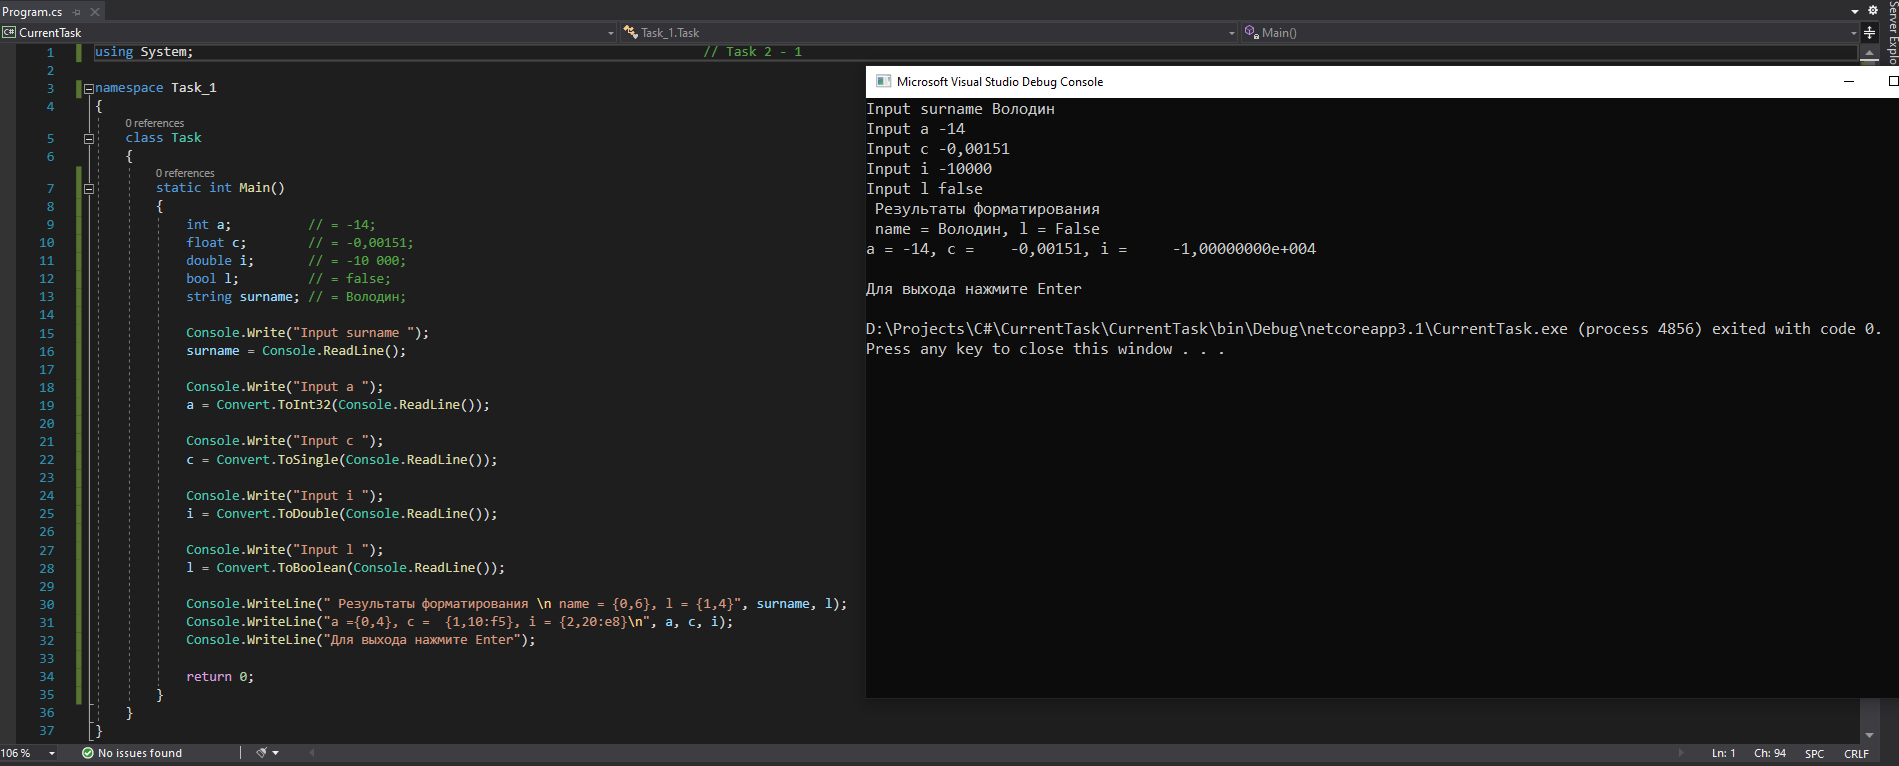 Program.cs
CurrentTask
Task_1.Task
Main()
Server Explo
1 using System; // Task 2 - 1
2
3 namespace Task_1
4 {
0 references
5 class Task
6 {
0 references
7 static int Main()
8 {
9 int a; // = -14;
10 float c; // = -0,00151;
11 double i; // = -10 000;
12 bool l; // = false;
13 string surname; // = Володин;
14
15 Console.Write("Input surname ");
16 surname = Console.ReadLine();
17
18 Console.Write("Input a ");
19 a = Convert.ToInt32(Console.ReadLine());
20
21 Console.Write("Input c ");
22 c = Convert.ToSingle(Console.ReadLine());
23
24 Console.Write("Input i ");
25 i = Convert.ToDouble(Console.ReadLine());
26
27 Console.Write("Input l ");
28 l = Convert.ToBoolean(Console.ReadLine());
29
30 Console.WriteLine(" Результаты форматирования \n name = {0,6}, l = {1,4}", surname, l);
31 Console.WriteLine("a ={0,4}, c =  {1,10:f5}, i = {2,20:e8}\n", a, c, i);
32 Console.WriteLine("Для выхода нажмите Enter");
33
34 return 0;
35 }
36 }
37 }
Microsoft Visual Studio Debug Console
Input surname Володин
Input a -14
Input c -0,00151
Input i -10000
Input l false
Результаты форматирования
name = Володин, l = False
a = -14, c =    -0,00151, i =     -1,00000000e+004
Для выхода нажмите Enter
D:\Projects\C#\CurrentTask\CurrentTask\bin\Debug\netcoreapp3.1\CurrentTask.exe (process 4856) exited with code 0.
Press any key to close this window . . .
106 %
No issues found
Ln: 1 Ch: 94 SPC CRLF